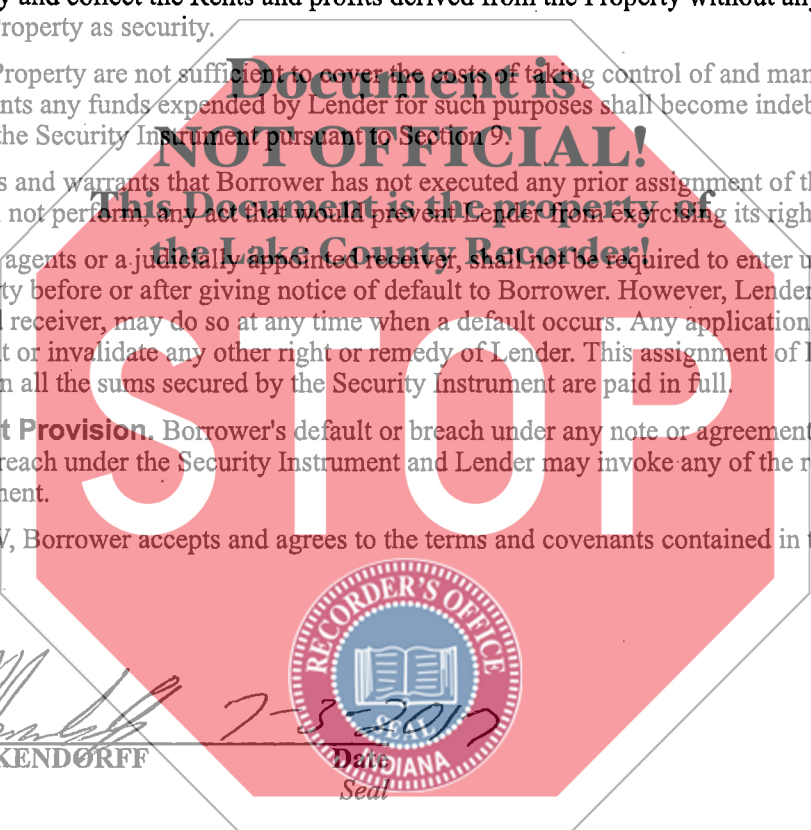 y and collect the Rents and profits derived from the Property without any
roperty as security.
Property are not sufficient to cover the costs of taking control of and man
nts any funds expended by Lender for such purposes shall become indeb
the Security Instrument pursuant to Section 9.
s and warrants that Borrower has not executed any prior assignment of th
not perform, any act that would prevent Lender from exercising its righ
agents or a judicially appointed receiver, shall not be required to enter u
ty before or after giving notice of default to Borrower. However, Lender
l receiver, may do so at any time when a default occurs. Any application
t or invalidate any other right or remedy of Lender. This assignment of
n all the sums secured by the Security Instrument are paid in full.
t Provision. Borrower's default or breach under any note or agreement
reach under the Security Instrument and Lender may invoke any of the r
ment.
, Borrower accepts and agrees to the terms and covenants contained in t
Document is
NOT OFFICIAL!
This Document is the property of
the Lake County Recorder!
STOP
RECORDER'S OFFICE
SEAL
INDIANA
7-3-2017
KENDORFF
Date
Seal